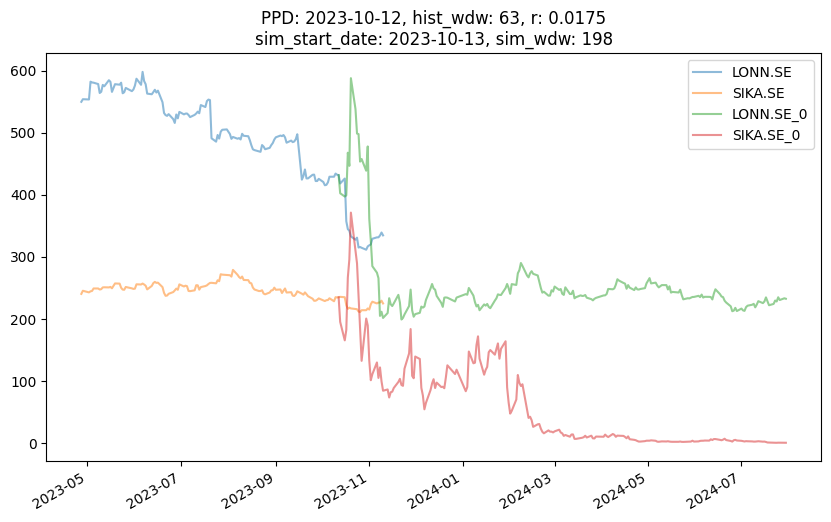 PPD: 2023-10-12, hist_wdw: 63, r: 0.0175
sim_start_date: 2023-10-13, sim_wdw: 198
LONN.SE
SIKA.SE
LONN.SE_0
SIKA.SE_0
600
500
400
300
200
100
0
2023-05
2023-07
2023-09
2023-11
2024-01
2024-03
2024-05
2024-07